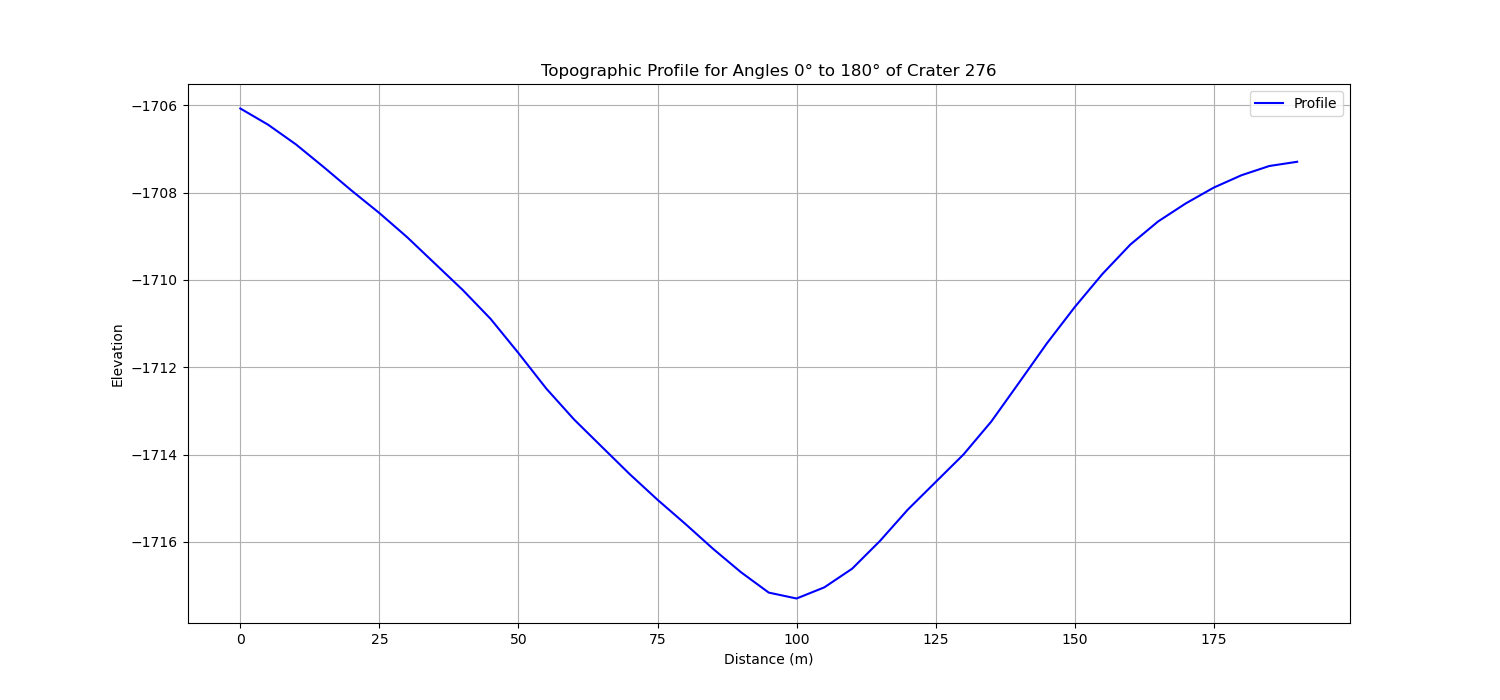 Topographic Profile for Angles 0° to 180° of Crater 276
Profile
−1706
−1708
−1710
−1712
−1714
−1716
Elevation
0 25 50 75 100 125 150 175
Distance (m)